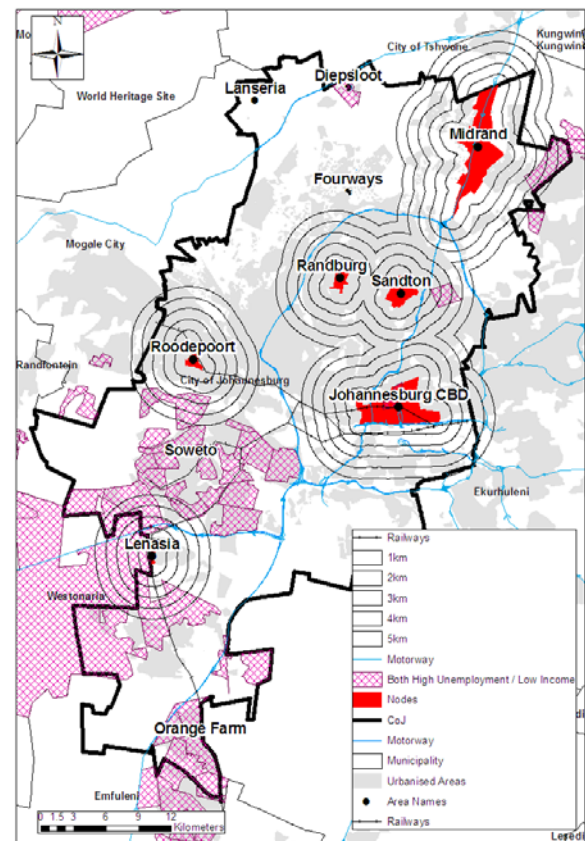 Kungwini
Kungwini
City of Tshwane
Diepsloot
Lanseria
World Heritage Site
Midrand
Fourways
Mogale City
Randburg
Sandton
Roodepoort
Randfontein
City of Johannesburg
Johannesburg CBD
Soweto
Ekurhuleni
Lenasia
Westonaria
Orange Farm
Emfuleni
N
Railways
1km
2km
3km
4km
5km
Motorway
Both High Unemployment / Low Income
Nodes
CoJ
Motorway
Municipality
Urbanised Areas
Area Names
Railways
0 1.5 3 6 9 12
Kilometers